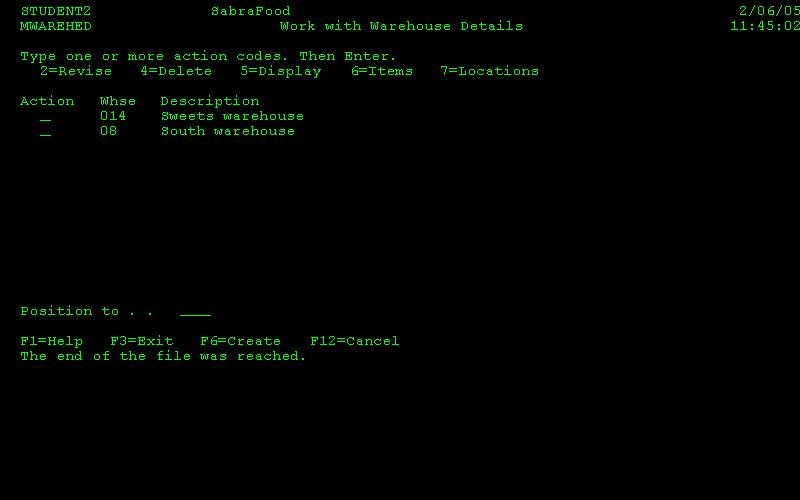 STUDENT2 SabraFood 2/06/05
MWAREHED Work with Warehouse Details 11:45:02
Type one or more action codes. Then Enter.
2=Revise 4=Delete 5=Display 6=Items 7=Locations
Action Whse Description
_ 014 Sweets warehouse
_ 08 South warehouse
Position to . . ____
F1=Help F3=Exit F6=Create F12=Cancel
The end of the file was reached.